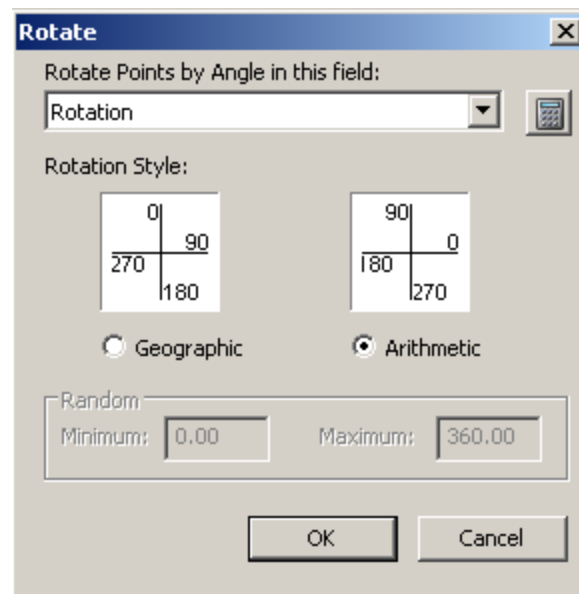 Rotate
Rotate Points by Angle in this field:
Rotation
Rotation Style:
0
90
270
180
90
0
180
270
Geographic
Arithmetic
Random
Minimum: 0.00 Maximum: 360.00
OK Cancel